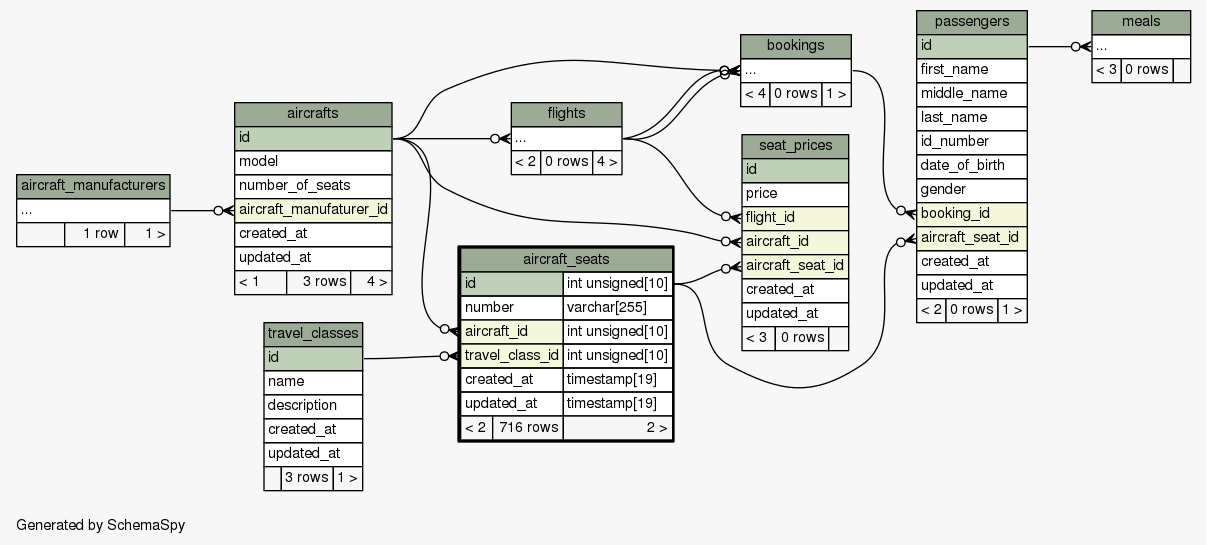 aircraft_manufacturers
...
1 row 1 >
aircrafts
id
model
number_of_seats
aircraft_manufaturer_id
created_at
updated_at
< 1 3 rows 4 >
travel_classes
id
name
description
created_at
updated_at
3 rows 1 >
flights
...
< 2 0 rows 4 >
aircraft_seats
id int unsigned[10]
number varchar[255]
aircraft_id int unsigned[10]
travel_class_id int unsigned[10]
created_at timestamp[19]
updated_at timestamp[19]
< 2 716 rows 2 >
bookings
...
< 4 0 rows 1 >
seat_prices
id
price
flight_id
aircraft_id
aircraft_seat_id
created_at
updated_at
< 3 0 rows
passengers
id
first_name
middle_name
last_name
id_number
date_of_birth
gender
booking_id
aircraft_seat_id
created_at
updated_at
< 2 0 rows 1 >
meals
...
< 3 0 rows
Generated by SchemaSpy